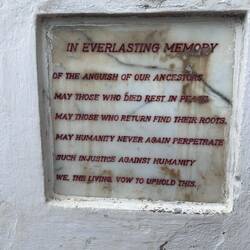 IN EVERLASTING MEMORY
OF THE ANGUISH OF OUR ANCESTORS.
MAY THOSE WHO DIED REST IN PEACE.
MAY THOSE WHO RETURN FIND THEIR ROOTS.
MAY HUMANITY NEVER AGAIN PERPETRATE
SUCH INJUSTICE AGAINST HUMANITY
WE, THE LIVING, VOW TO UPHOLD THIS.